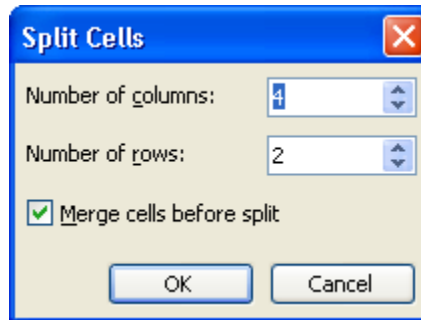 Split Cells
Number of columns: 4
Number of rows: 2
Merge cells before split
OK Cancel